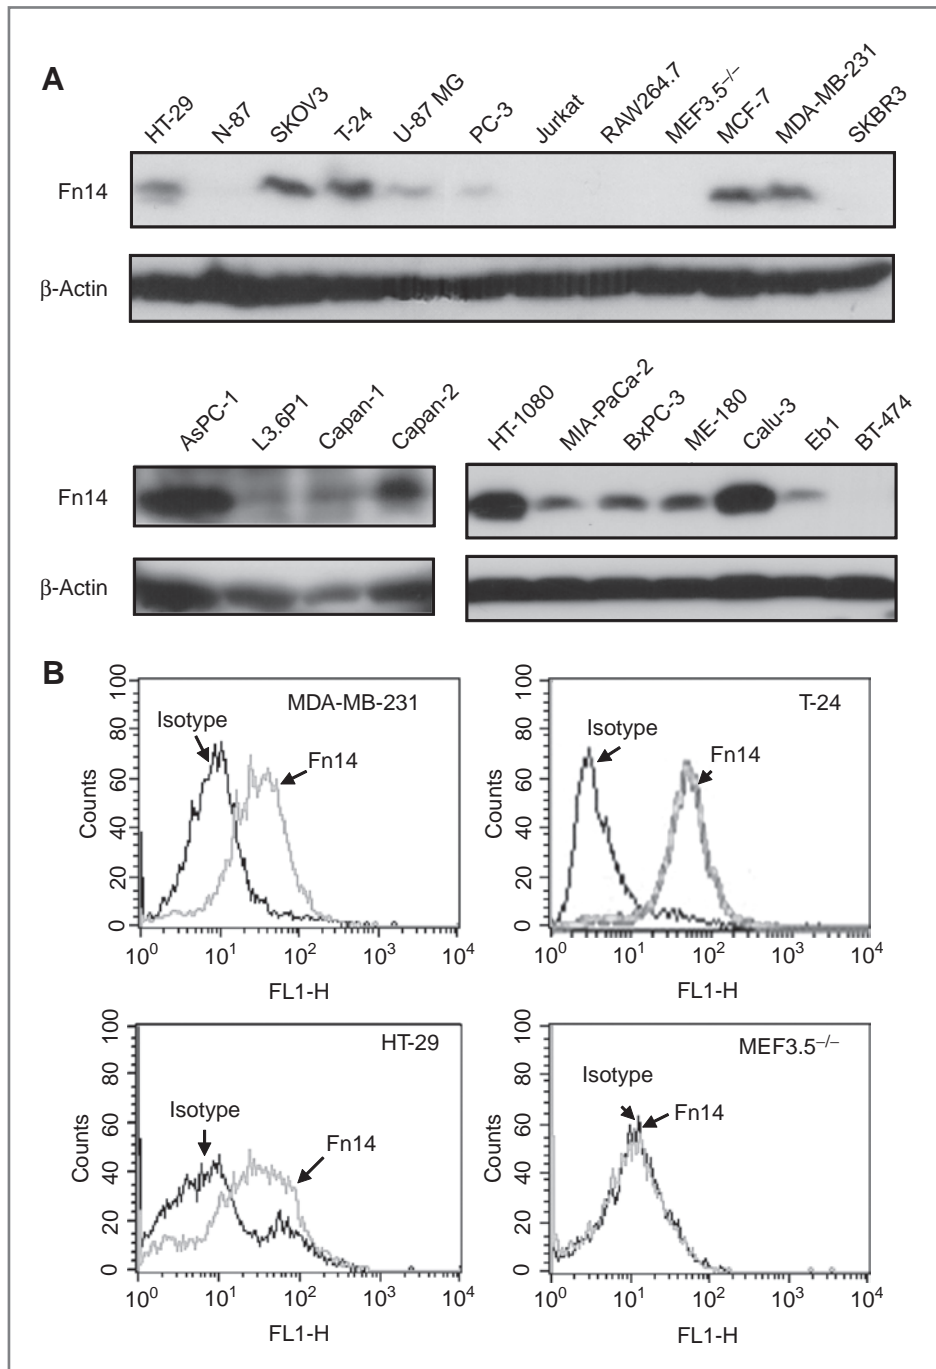 A
HT-29 N-87 SKOV3 T-24 U-87 MG PC-3 Jurkat RAW264.7 MEF3.5⁻/⁻ MCF-7 MDA-MB-231 SKBR3
Fn14
β-Actin
AsPC-1 L3.6P1 Capan-1 Capan-2 HT-1080 MIA-PaCa-2 BxPC-3 ME-180 Calu-3 Eb1 BT-474
Fn14
β-Actin
B
MDA-MB-231
Isotype
Fn14
Counts
100
80
60
40
20
0
10⁰ 10¹ 10² 10³ 10⁴
FL1-H
T-24
Isotype
Fn14
Counts
100
80
60
40
20
0
10⁰ 10¹ 10² 10³ 10⁴
FL1-H
HT-29
Isotype
Fn14
Counts
100
80
60
40
20
0
10⁰ 10¹ 10² 10³ 10⁴
FL1-H
MEF3.5⁻/⁻
Isotype
Fn14
Counts
100
80
60
40
20
0
10⁰ 10¹ 10² 10³ 10⁴
FL1-H